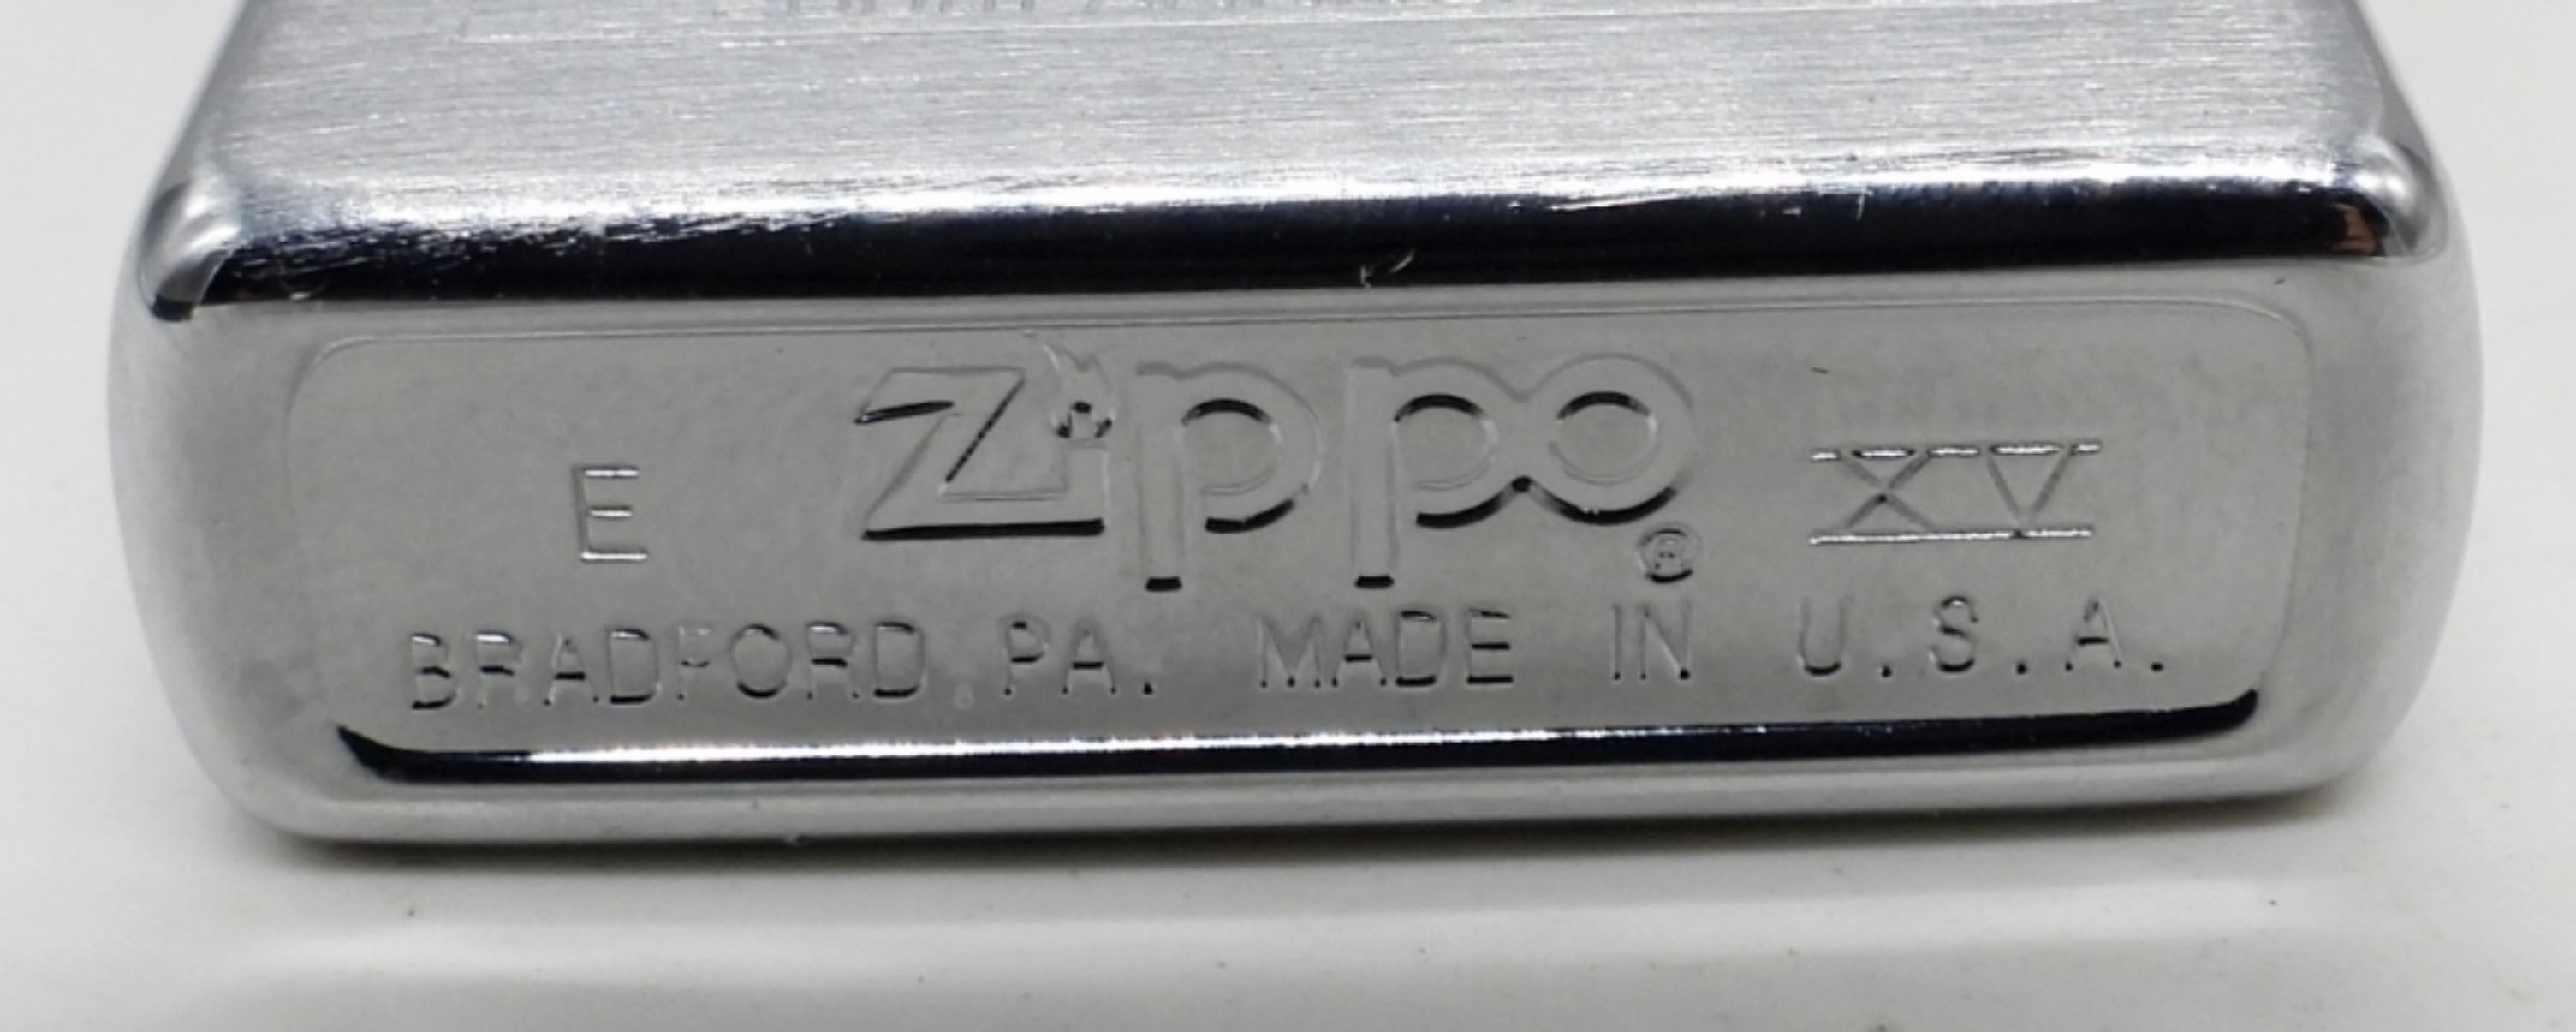 E Zippo® XV
BRADFORD, PA. MADE IN U.S.A.